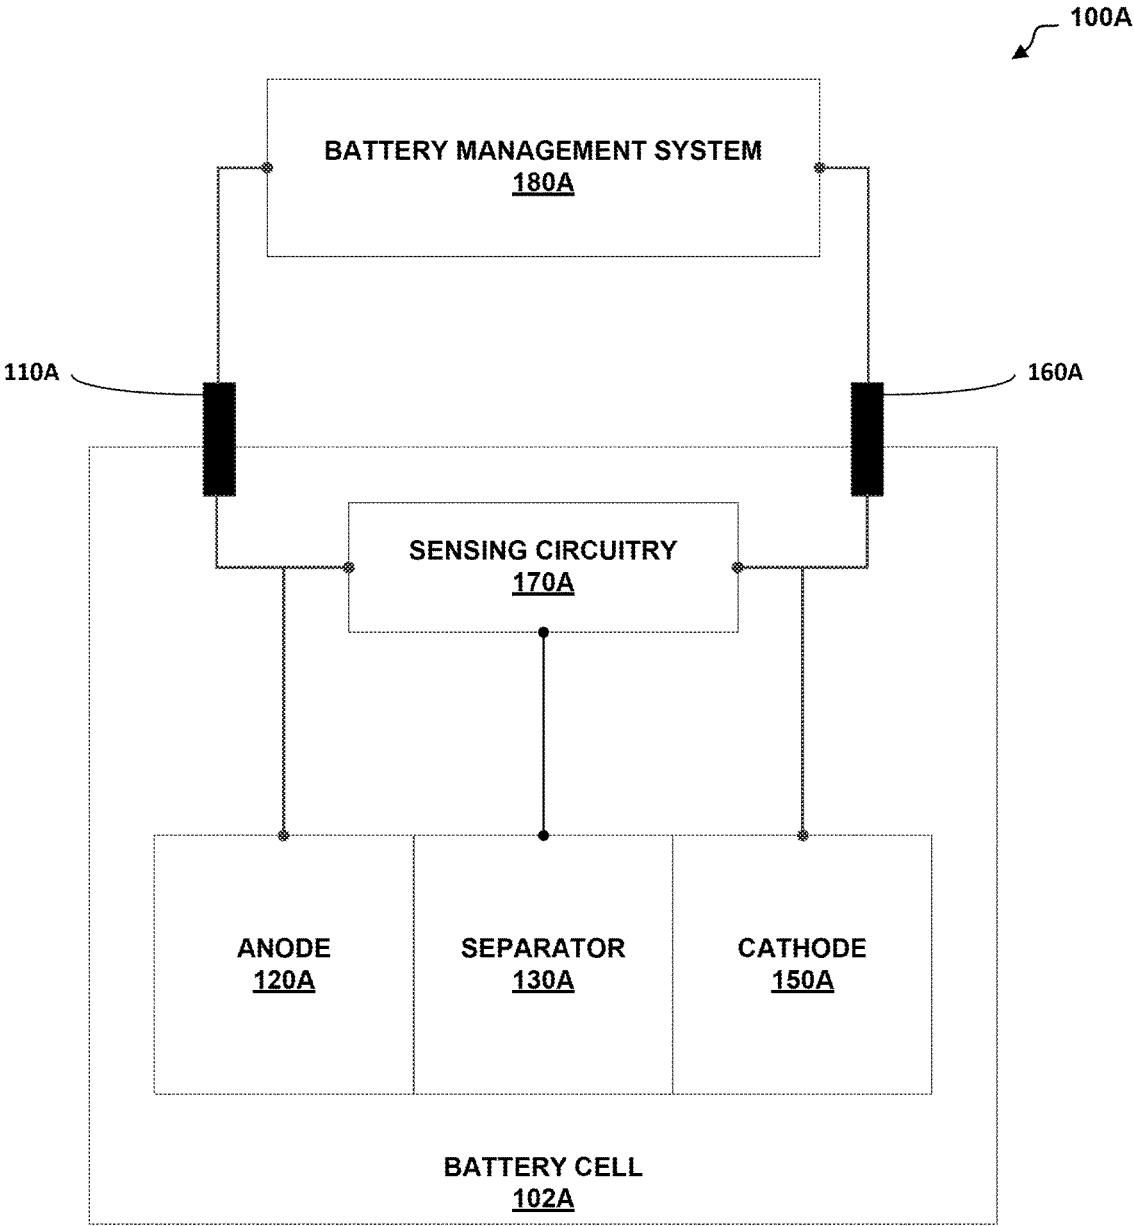 100A
BATTERY MANAGEMENT SYSTEM
180A
110A
160A
SENSING CIRCUITRY
170A
ANODE
120A
SEPARATOR
130A
CATHODE
150A
BATTERY CELL
102A